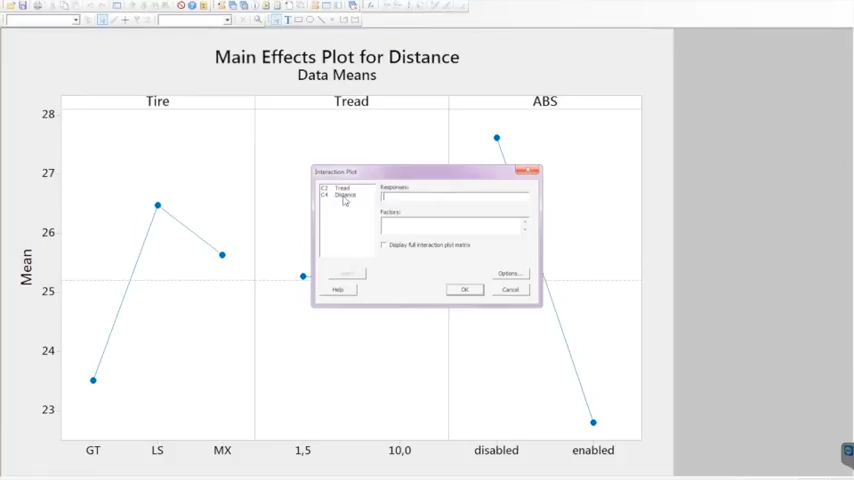 Main Effects Plot for Distance
Data Means
Tire
Tread
ABS
28
27
26
25
24
23
Mean
GT
LS
MX
1,5
10,0
disabled
enabled
Interaction Plot
C2 Tread
C4 Distance
Responses:
Factors:
Display full interaction plot matrix
Options...
Help
OK
Cancel